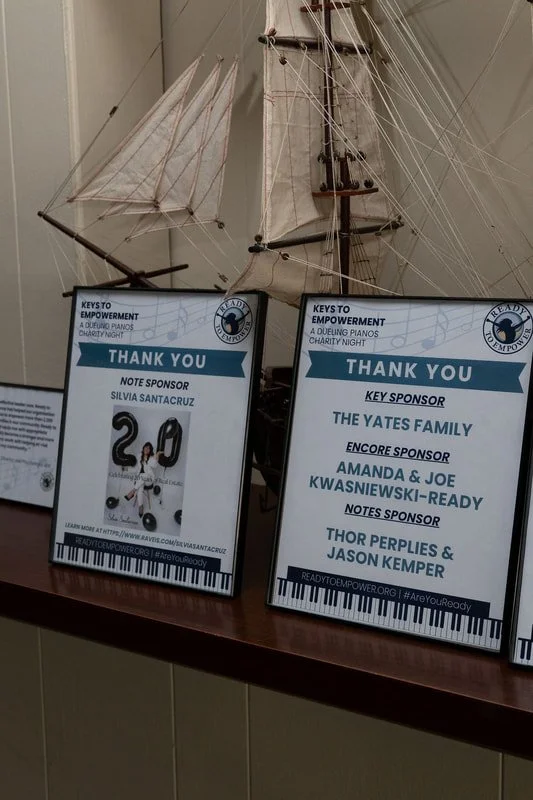 KEYS TO
EMPOWERMENT
A DUELING PIANOS
CHARITY NIGHT
READY
TO EMPOWER
THANK YOU
NOTE SPONSOR
SILVIA SANTACRUZ
20
LEARN MORE AT HTTPS://WWW.RAVEIS.COM/SILVIASANTACRUZ
READYTOEMPOWER.ORG | #AreYouReady
KEYS TO
EMPOWERMENT
A DUELING PIANOS
CHARITY NIGHT
READY
TO EMPOWER
THANK YOU
KEY SPONSOR
THE YATES FAMILY
ENCORE SPONSOR
AMANDA & JOE
KWASNIEWSKI-READY
NOTES SPONSOR
THOR PERPLIES &
JASON KEMPER
READYTOEMPOWER.ORG | #AreYouReady